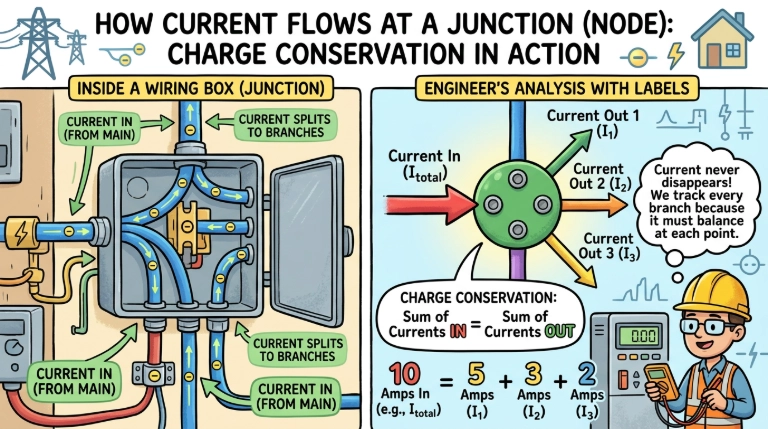 HOW CURRENT FLOWS AT A JUNCTION (NODE):
CHARGE CONSERVATION IN ACTION
INSIDE A WIRING BOX (JUNCTION)
CURRENT IN
(FROM MAIN)
CURRENT SPLITS
TO BRANCHES
CURRENT IN
(FROM MAIN)
CURRENT SPLITS
TO BRANCHES
CURRENT IN
(FROM MAIN)
ENGINEER'S ANALYSIS WITH LABELS
Current In
(I_total)
Current Out 1
(I₁)
Current
Out 2 (I₂)
Current
Out 3 (I₃)
Current never
disappears!
We track every
branch because
it must balance
at each point.
CHARGE CONSERVATION:
Sum of Currents IN = Sum of Currents OUT
0.00
10 = 5 + 3 + 2
Amps In Amps Amps Amps
(e.g., I_total) (I₁) (I₂) (I₃)